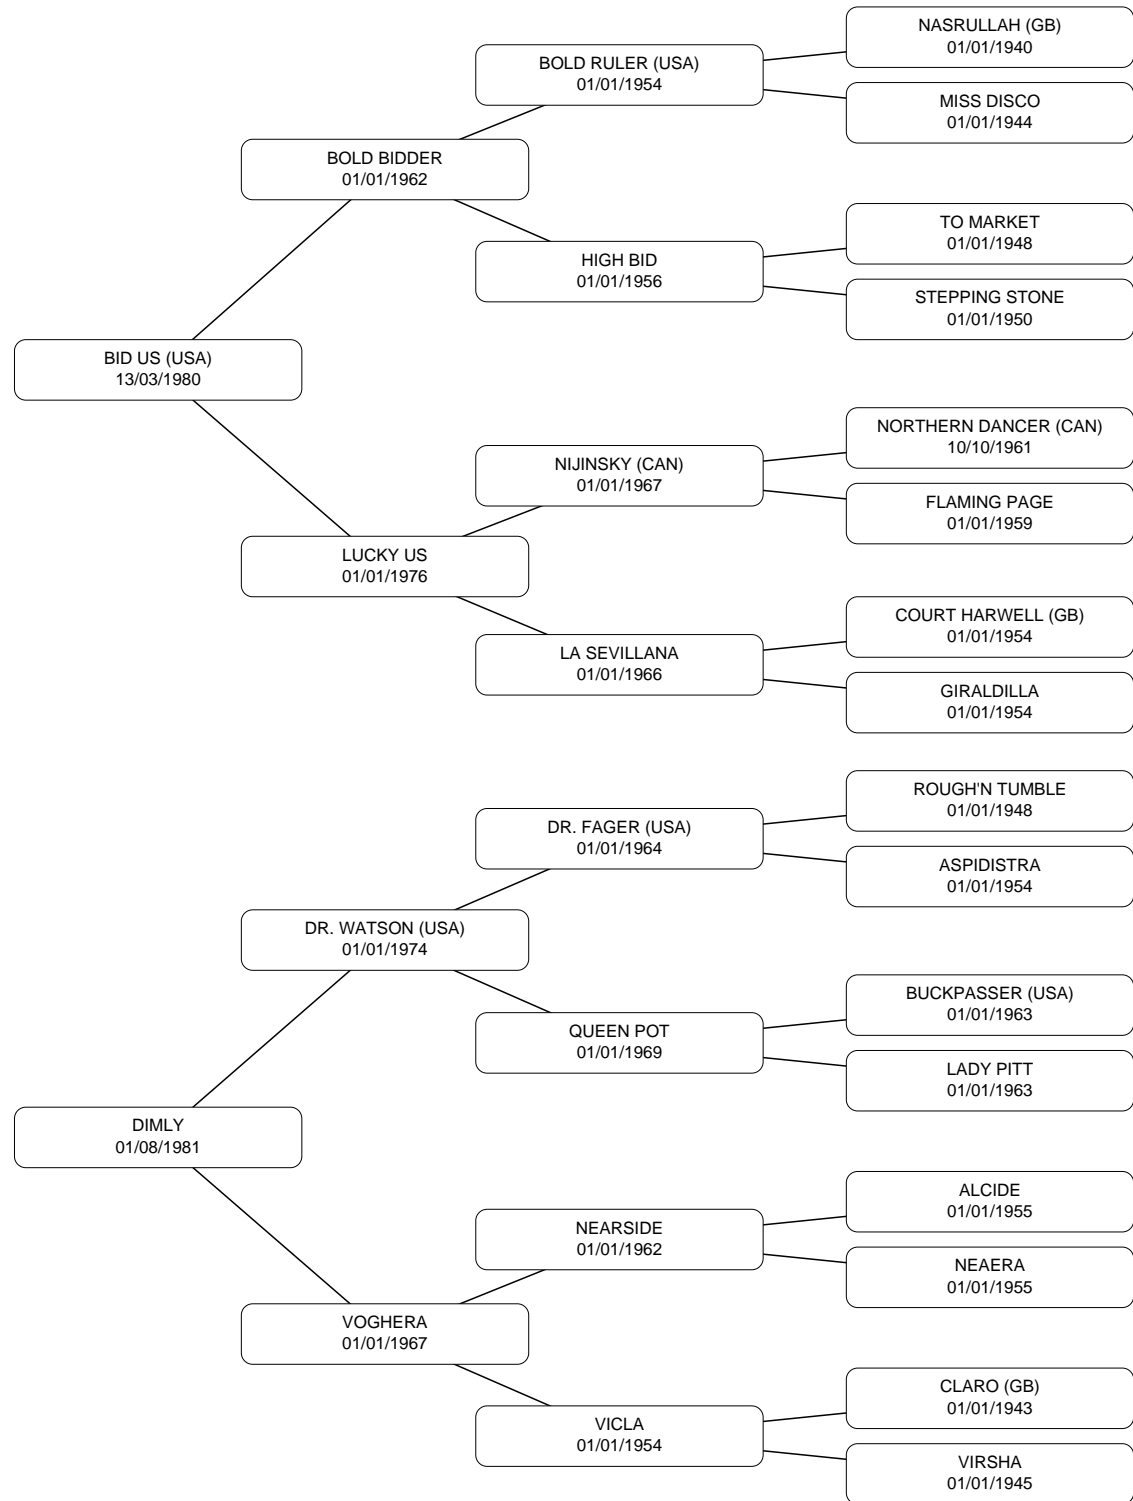 NASRULLAH (GB)
01/01/1940
BOLD RULER (USA)
01/01/1954
MISS DISCO
01/01/1944
BOLD BIDDER
01/01/1962
TO MARKET
01/01/1948
HIGH BID
01/01/1956
STEPPING STONE
01/01/1950
BID US (USA)
13/03/1980
NORTHERN DANCER (CAN)
10/10/1961
NIJINSKY (CAN)
01/01/1967
FLAMING PAGE
01/01/1959
LUCKY US
01/01/1976
COURT HARWELL (GB)
01/01/1954
LA SEVILLANA
01/01/1966
GIRALDILLA
01/01/1954
ROUGH'N TUMBLE
01/01/1948
DR. FAGER (USA)
01/01/1964
ASPIDISTRA
01/01/1954
DR. WATSON (USA)
01/01/1974
BUCKPASSER (USA)
01/01/1963
QUEEN POT
01/01/1969
LADY PITT
01/01/1963
DIMLY
01/08/1981
ALCIDE
01/01/1955
NEARSIDE
01/01/1962
NEAERA
01/01/1955
VOGHERA
01/01/1967
CLARO (GB)
01/01/1943
VICLA
01/01/1954
VIRSHA
01/01/1945